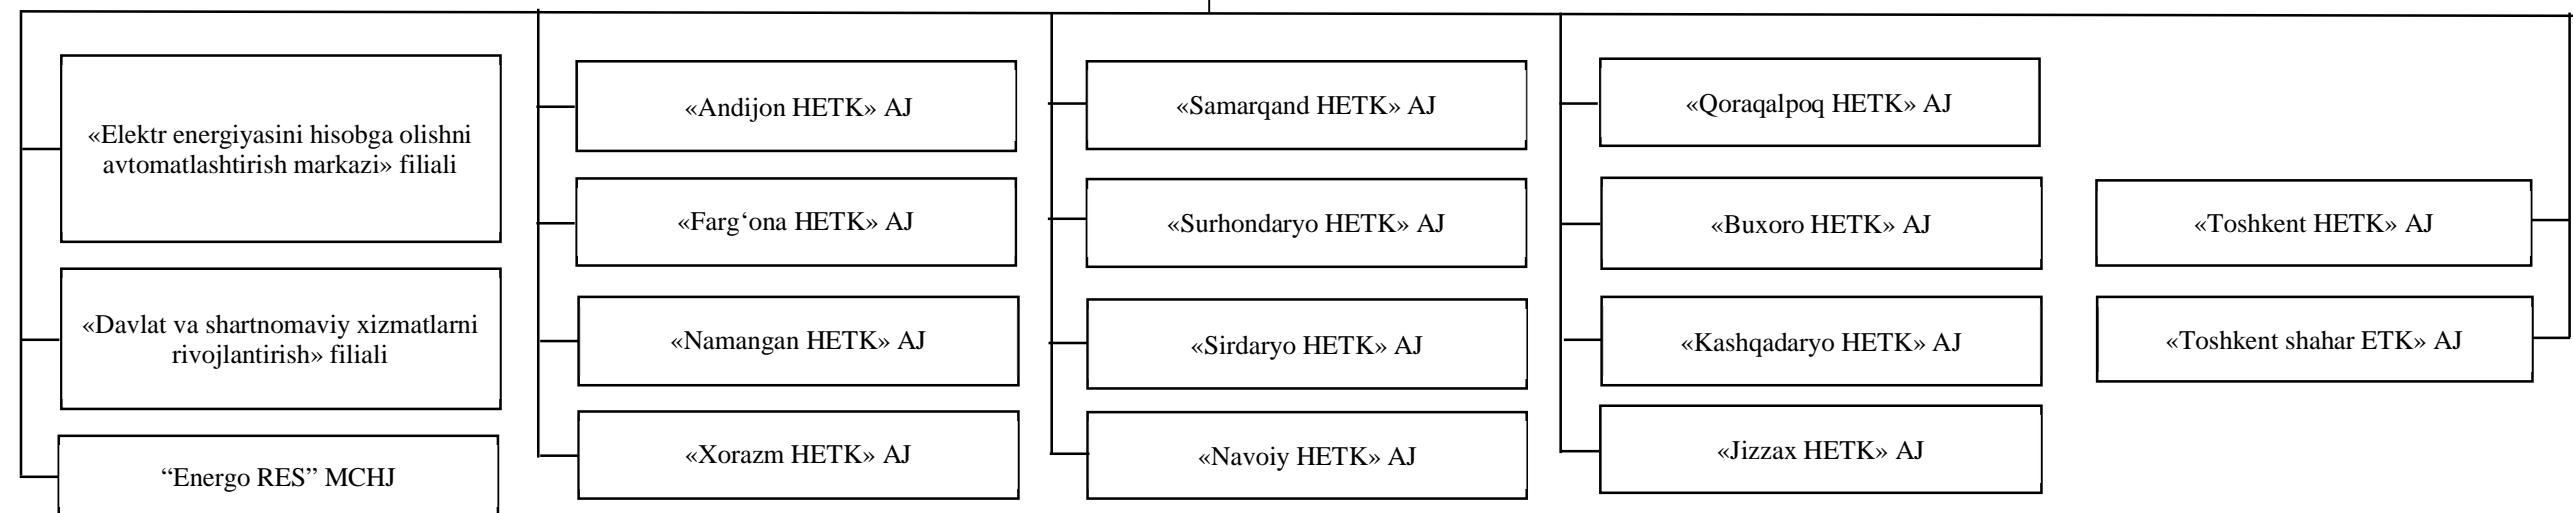 «Elektr energiyasini hisobga olishni
avtomatlashtirish markazi» filiali
«Davlat va shartnomaviy xizmatlarni
rivojlantirish» filiali
“Energo RES” MCHJ
«Andijon HETK» AJ
«Farg‘ona HETK» AJ
«Namangan HETK» AJ
«Xorazm HETK» AJ
«Samarqand HETK» AJ
«Surhondaryo HETK» AJ
«Sirdaryo HETK» AJ
«Navoiy HETK» AJ
«Qoraqalpoq HETK» AJ
«Buxoro HETK» AJ
«Kashqadaryo HETK» AJ
«Jizzax HETK» AJ
«Toshkent HETK» AJ
«Toshkent shahar ETK» AJ